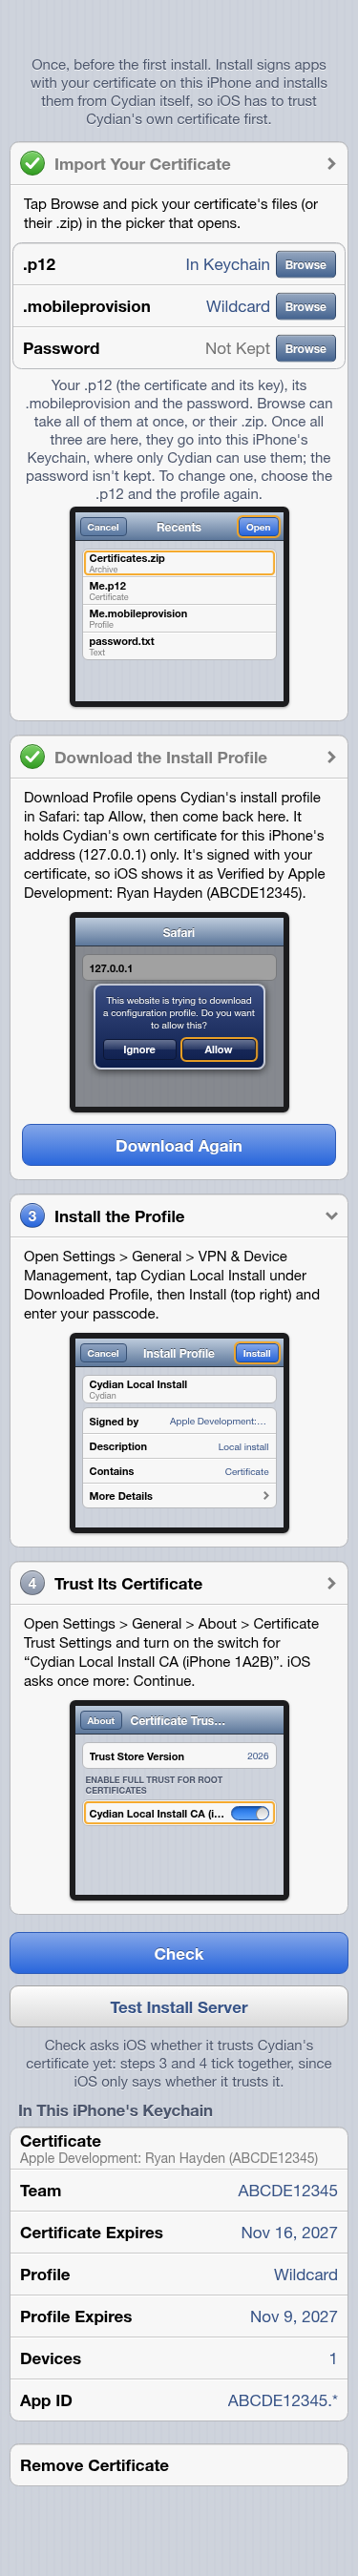 Once, before the first install. Install signs apps
with your certificate on this iPhone and installs
them from Cydian itself, so iOS has to trust
Cydian's own certificate first.
Import Your Certificate
Tap Browse and pick your certificate's files (or
their .zip) in the picker that opens.
.p12 In Keychain Browse
.mobileprovision Wildcard Browse
Password Not Kept Browse
Your .p12 (the certificate and its key), its
.mobileprovision and the password. Browse can
take all of them at once, or their .zip. Once all
three are here, they go into this iPhone's
Keychain, where only Cydian can use them; the
password isn't kept. To change one, choose the
.p12 and the profile again.
Cancel Recents Open
Certificates.zip
Archive
Me.p12
Certificate
Me.mobileprovision
Profile
password.txt
Text
Download the Install Profile
Download Profile opens Cydian's install profile
in Safari: tap Allow, then come back here. It
holds Cydian's own certificate for this iPhone's
address (127.0.0.1) only. It's signed with your
certificate, so iOS shows it as Verified by Apple
Development: Ryan Hayden (ABCDE12345).
Safari
127.0.0.1
This website is trying to download
a configuration profile. Do you want
to allow this?
Ignore Allow
Download Again
3 Install the Profile
Open Settings > General > VPN & Device
Management, tap Cydian Local Install under
Downloaded Profile, then Install (top right) and
enter your passcode.
Cancel Install Profile Install
Cydian Local Install
Cydian
Signed by Apple Development:...
Description Local install
Contains Certificate
More Details
4 Trust Its Certificate
Open Settings > General > About > Certificate
Trust Settings and turn on the switch for
“Cydian Local Install CA (iPhone 1A2B)”. iOS
asks once more: Continue.
About Certificate Trus...
Trust Store Version 2026
ENABLE FULL TRUST FOR ROOT
CERTIFICATES
Cydian Local Install CA (i...
Check
Test Install Server
Check asks iOS whether it trusts Cydian's
certificate yet: steps 3 and 4 tick together, since
iOS only says whether it trusts it.
In This iPhone's Keychain
Certificate
Apple Development: Ryan Hayden (ABCDE12345)
Team ABCDE12345
Certificate Expires Nov 16, 2027
Profile Wildcard
Profile Expires Nov 9, 2027
Devices 1
App ID ABCDE12345.*
Remove Certificate